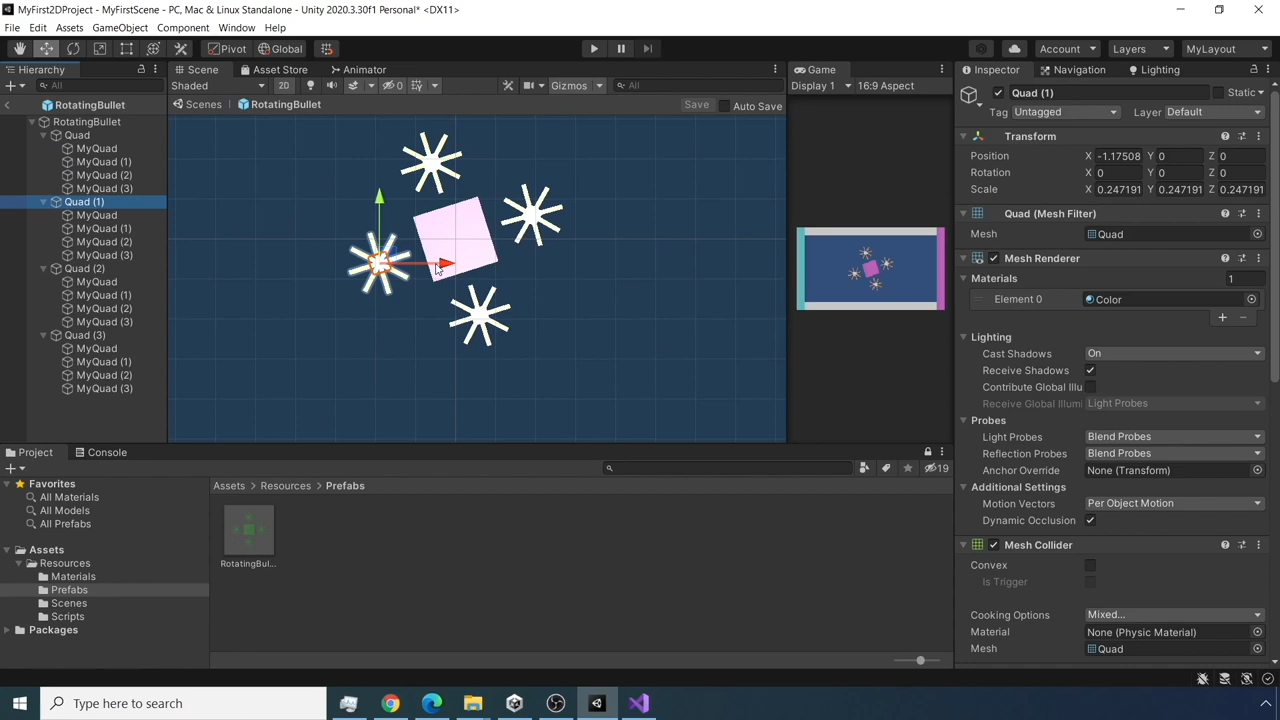 MyFirst2DProject - MyFirstScene - PC, Mac & Linux Standalone - Unity 2020.3.30f1 Personal* <DX11>
File Edit Assets GameObject Component Window Help
Pivot Global Account Layers MyLayout
Hierarchy
All
RotatingBullet
RotatingBullet
Quad
MyQuad
MyQuad (1)
MyQuad (2)
MyQuad (3)
Quad (1)
MyQuad
MyQuad (1)
MyQuad (2)
MyQuad (3)
Quad (2)
MyQuad
MyQuad (1)
MyQuad (2)
MyQuad (3)
Quad (3)
MyQuad
MyQuad (1)
MyQuad (2)
MyQuad (3)
Scene Asset Store Animator
Shaded 2D 0 Gizmos All
Scenes RotatingBullet Save Auto Save
Game
Display 1 16:9 Aspect
Inspector Navigation Lighting
Quad (1) Static
Tag Untagged Layer Default
Transform
Position X -1.17508 Y 0 Z 0
Rotation X 0 Y 0 Z 0
Scale X 0.247191 Y 0.247191 Z 0.247191
Quad (Mesh Filter)
Mesh Quad
Mesh Renderer
Materials 1
Element 0 Color
Lighting
Cast Shadows On
Receive Shadows
Contribute Global Illu
Receive Global Illumi Light Probes
Probes
Light Probes Blend Probes
Reflection Probes Blend Probes
Anchor Override None (Transform)
Additional Settings
Motion Vectors Per Object Motion
Dynamic Occlusion
Mesh Collider
Convex
Is Trigger
Cooking Options Mixed...
Material None (Physic Material)
Mesh Quad
Project Console
19
Favorites
All Materials
All Models
All Prefabs
Assets
Resources
Materials
Prefabs
Scenes
Scripts
Packages
Assets Resources Prefabs
RotatingBul...
Type here to search